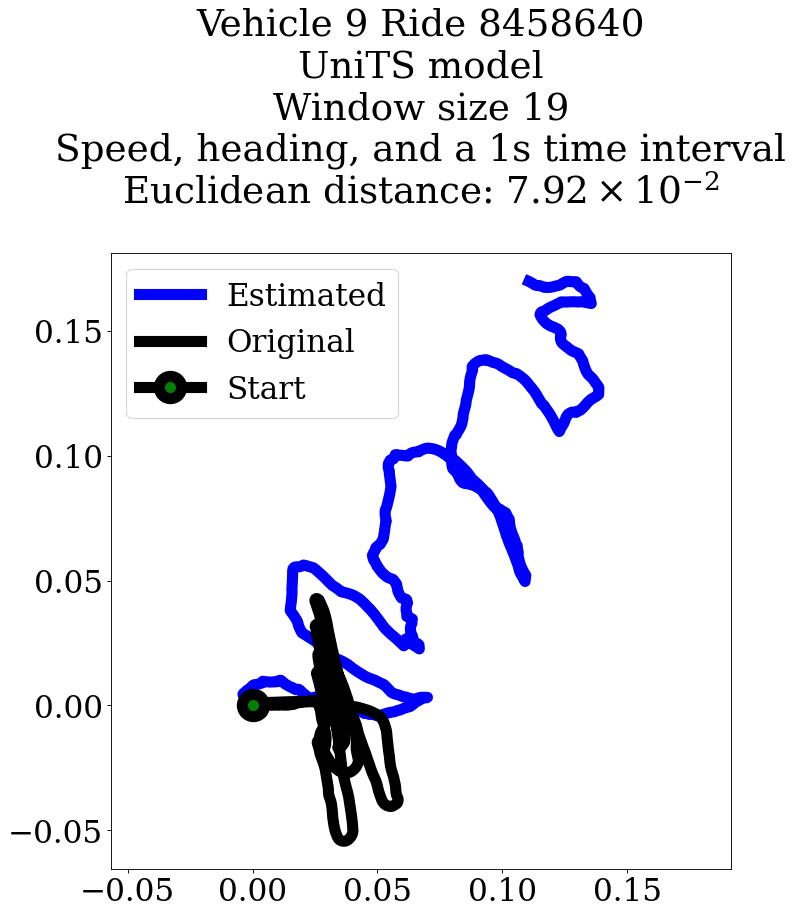 Vehicle 9 Ride 8458640
UniTS model
Window size 19
Speed, heading, and a 1s time interval
Euclidean distance: 7.92 × 10⁻²
Estimated
Original
Start
0.15
0.10
0.05
0.00
−0.05
−0.05 0.00 0.05 0.10 0.15